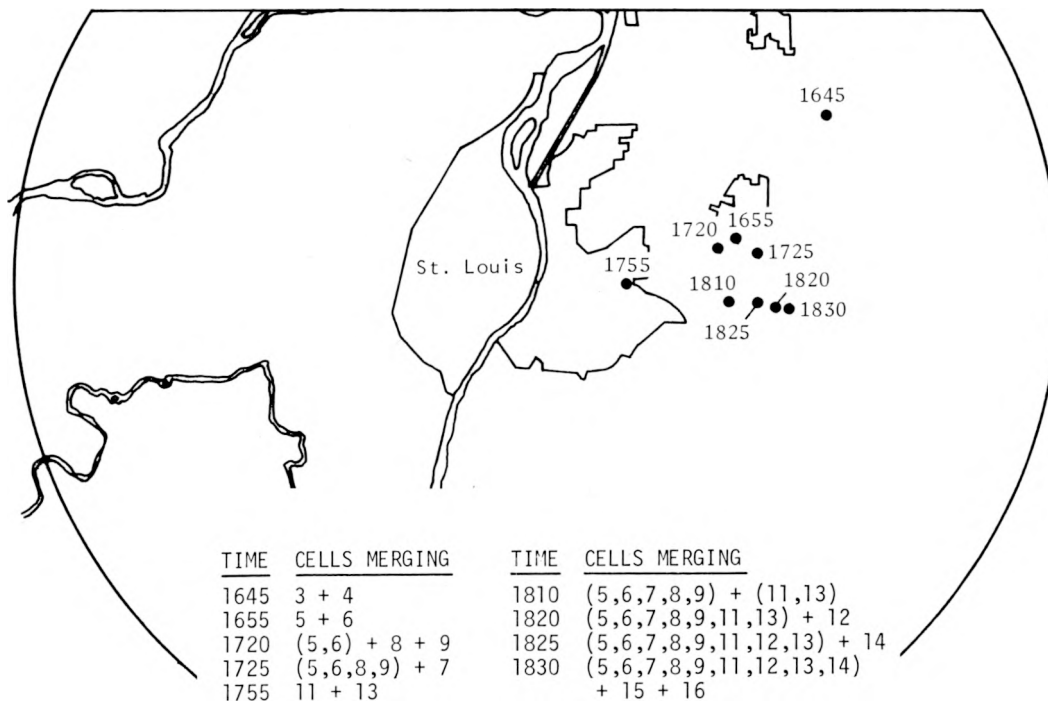 1645
1720 1655
1725
St. Louis
1755
1810 1820
1825 1830
TIME CELLS MERGING TIME CELLS MERGING
1645 3 + 4 1810 (5,6,7,8,9) + (11,13)
1655 5 + 6 1820 (5,6,7,8,9,11,13) + 12
1720 (5,6) + 8 + 9 1825 (5,6,7,8,9,11,12,13) + 14
1725 (5,6,8,9) + 7 1830 (5,6,7,8,9,11,12,13,14)
1755 11 + 13 + 15 + 16